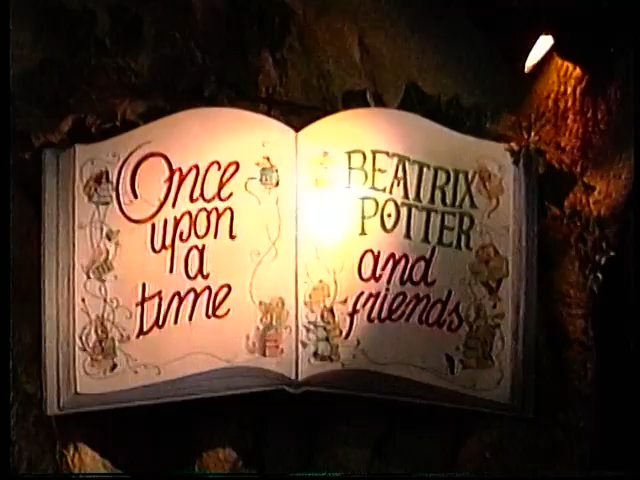 Once
upon
a
time
BEATRIX
POTTER
and
friends